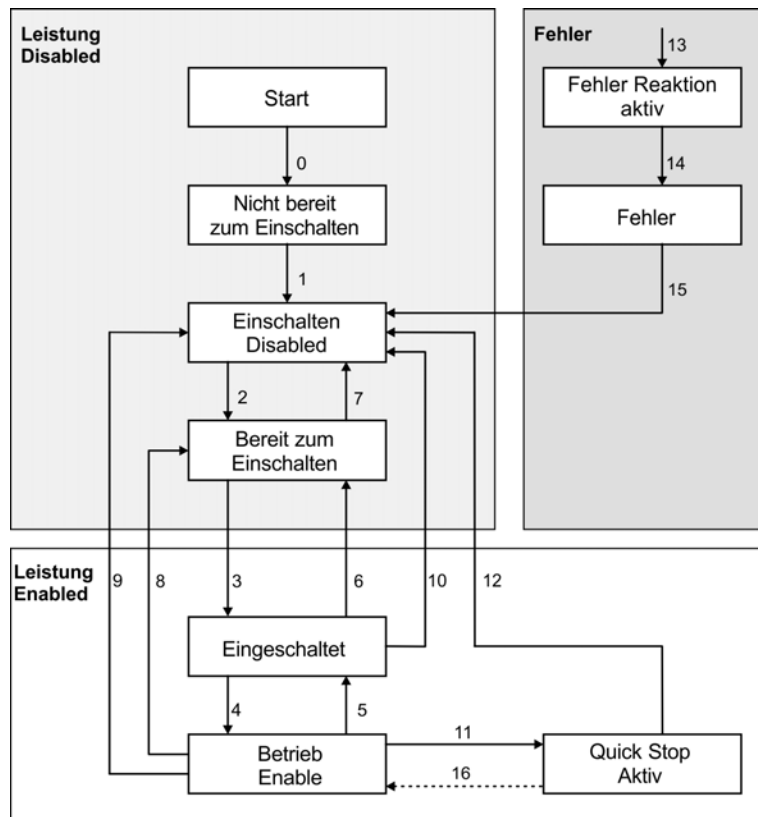 Leistung
Disabled
Start
0
Nicht bereit
zum Einschalten
1
Einschalten
Disabled
2
7
Bereit zum
Einschalten
Fehler
13
Fehler Reaktion
aktiv
14
Fehler
15
Leistung
Enabled
9
8
3
6
10
12
Eingeschaltet
4
5
Betrieb
Enable
11
16
Quick Stop
Aktiv